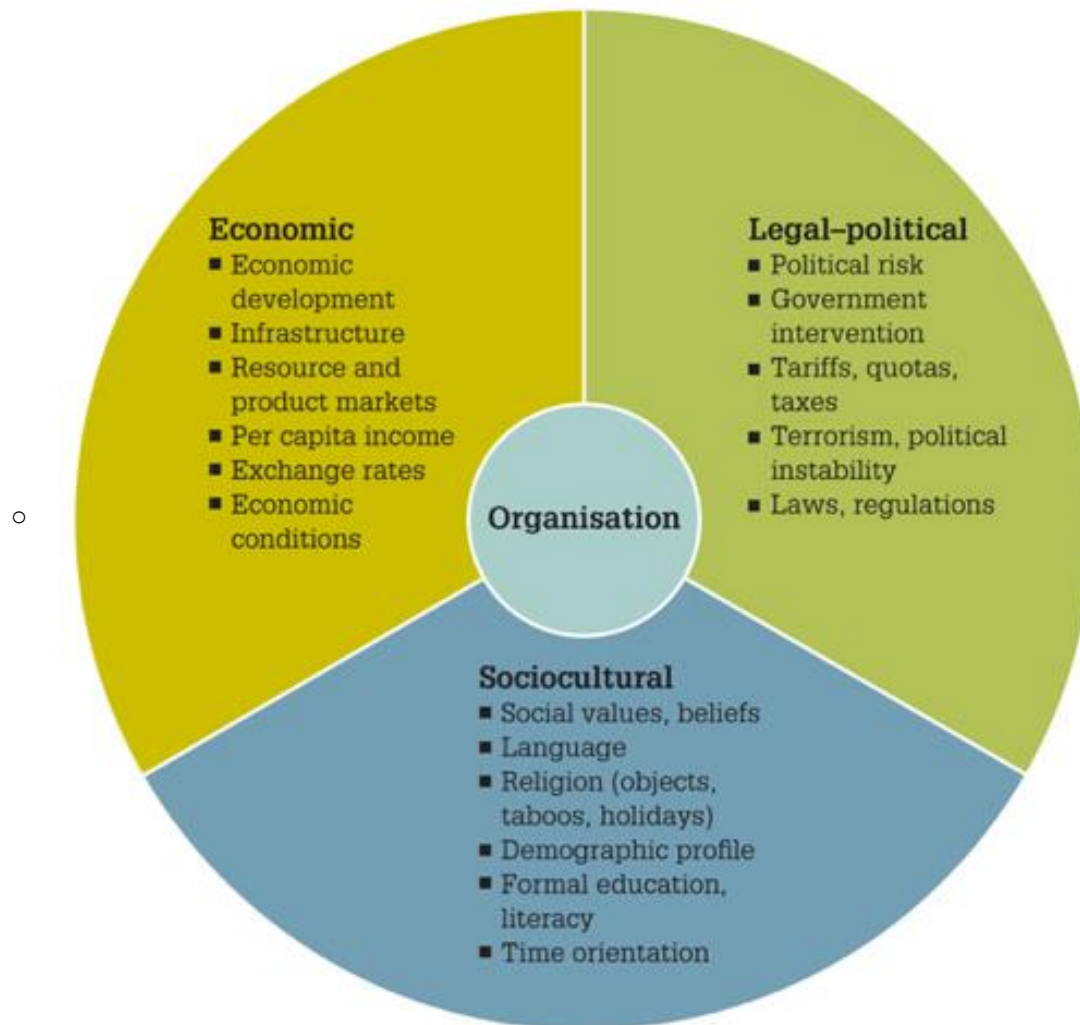 Economic
■ Economic
development
■ Infrastructure
■ Resource and
product markets
■ Per capita income
■ Exchange rates
■ Economic
conditions
Legal–political
■ Political risk
■ Government
intervention
■ Tariffs, quotas,
taxes
■ Terrorism, political
instability
■ Laws, regulations
Organisation
Sociocultural
■ Social values, beliefs
■ Language
■ Religion (objects,
taboos, holidays)
■ Demographic profile
■ Formal education,
literacy
■ Time orientation